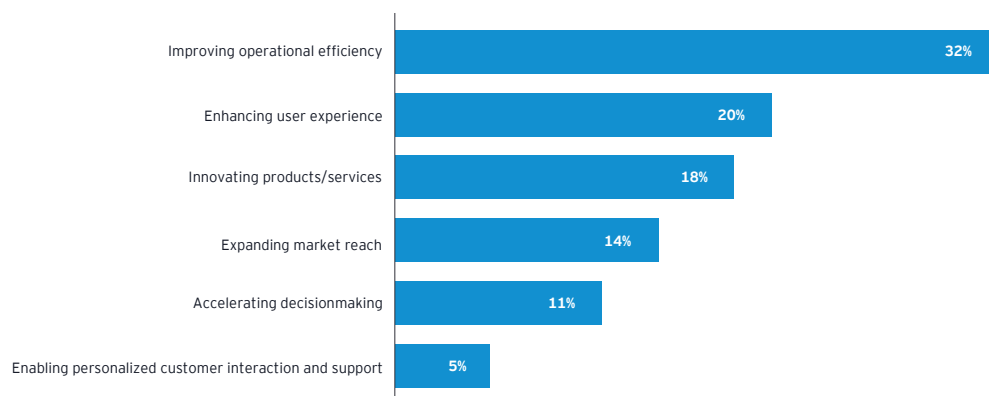 Improving operational efficiency 32%
Enhancing user experience 20%
Innovating products/services 18%
Expanding market reach 14%
Accelerating decisionmaking 11%
Enabling personalized customer interaction and support 5%